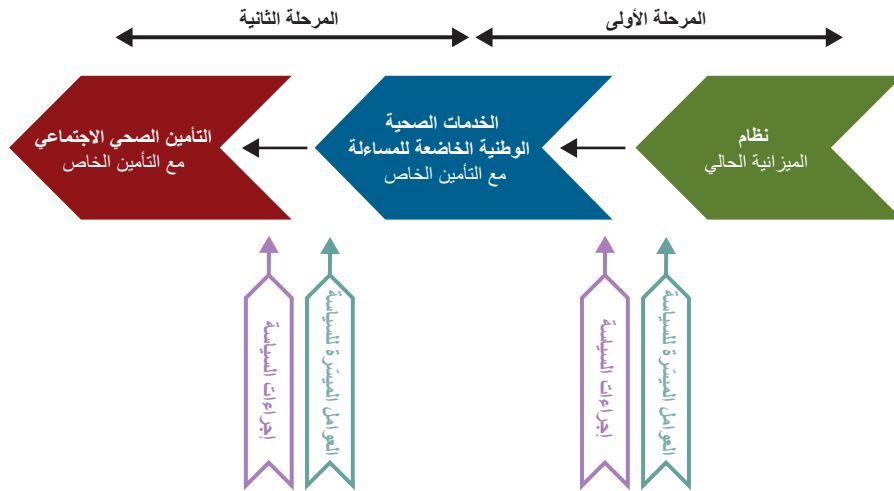 المرحلة الأولى
المرحلة الثانية
نظام
الميزانية الحالي
الخدمات الصحية
الوطنية الخاضعة للمساءلة
مع التأمين الخاص
التأمين الصحي الاجتماعي
مع التأمين الخاص
العوامل الميسّرة للسياسة
إجراءات السياسة
العوامل الميسّرة للسياسة
إجراءات السياسة